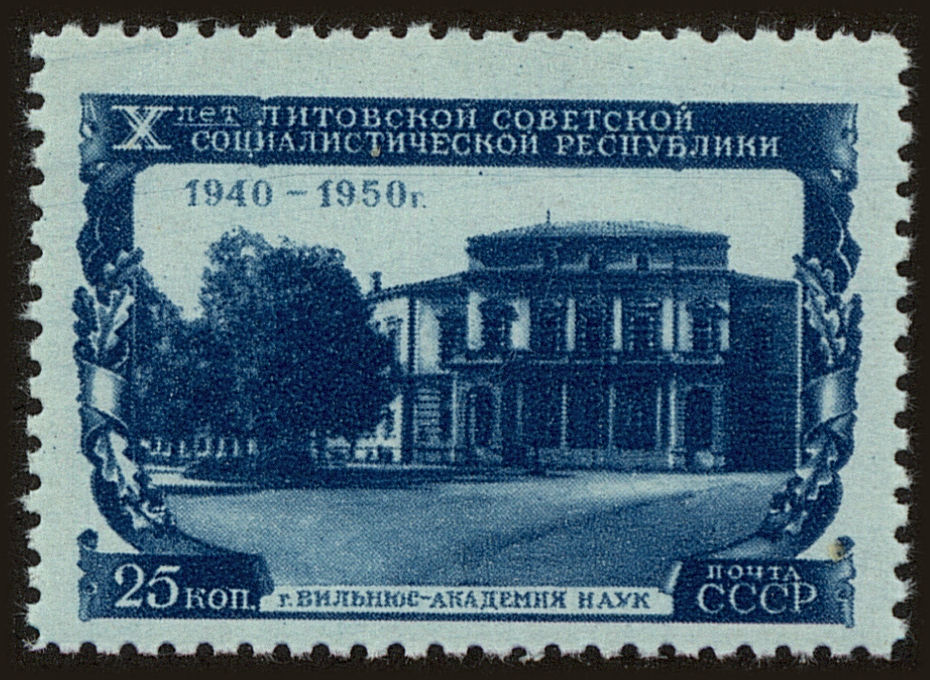 X лет ЛИТОВСКОЙ СОВЕТСКОЙ
СОЦИАЛИСТИЧЕСКОЙ РЕСПУБЛИКИ
1940 - 1950г.
25 коп.
г. ВИЛЬНЮС-АКАДЕМИЯ НАУК
ПОЧТА
СССР